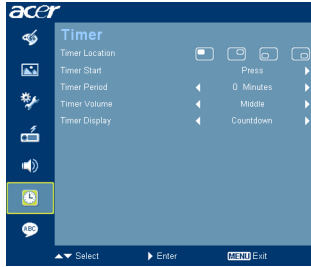 acer
Timer
Timer Location
Timer Start Press
Timer Period 0 Minutes
Timer Volume Middle
Timer Display Countdown
ABC
Select Enter MENU Exit